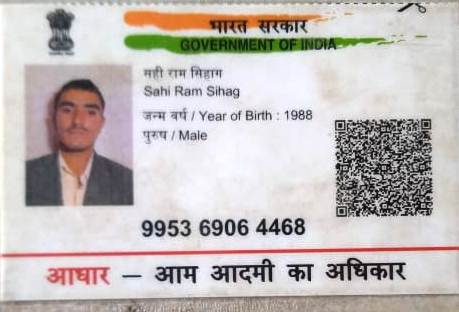 भारत सरकार
GOVERNMENT OF INDIA
सही राम सिहाग
Sahi Ram Sihag
जन्म वर्ष / Year of Birth : 1988
पुरुष / Male
9953 6906 4468
आधार — आम आदमी का अधिकार